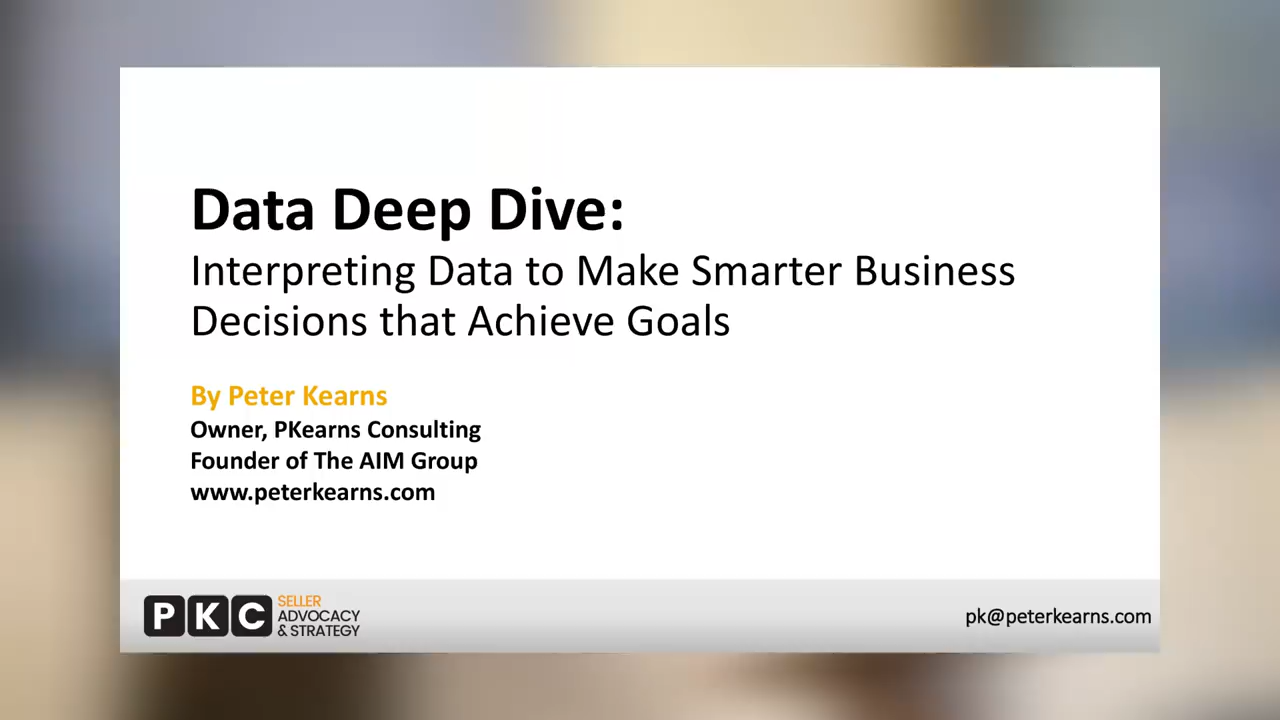 Data Deep Dive:
Interpreting Data to Make Smarter Business
Decisions that Achieve Goals
By Peter Kearns
Owner, PKearns Consulting
Founder of The AIM Group
www.peterkearns.com
PKC
SELLER
ADVOCACY
& STRATEGY
pk@peterkearns.com